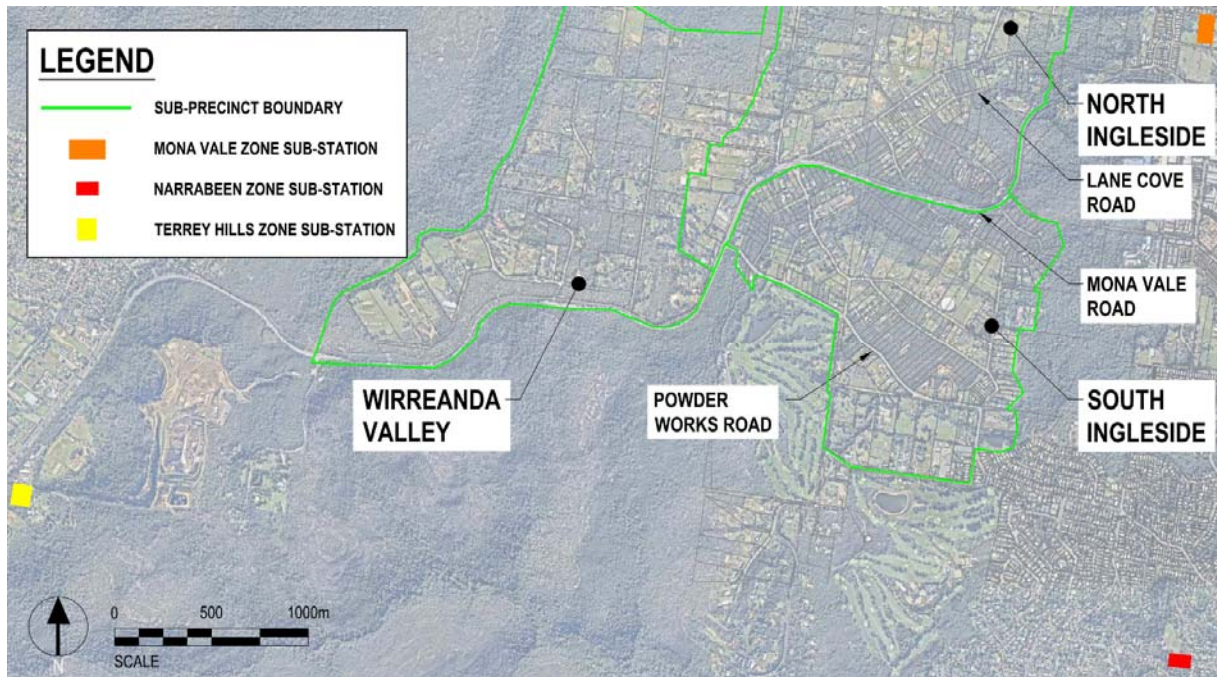 LEGEND
SUB-PRECINCT BOUNDARY
MONA VALE ZONE SUB-STATION
NARRABEEN ZONE SUB-STATION
TERREY HILLS ZONE SUB-STATION
NORTH
INGLESIDE
LANE COVE
ROAD
MONA VALE
ROAD
WIRREANDA
VALLEY
POWDER
WORKS ROAD
SOUTH
INGLESIDE
N
0 500 1000m
SCALE